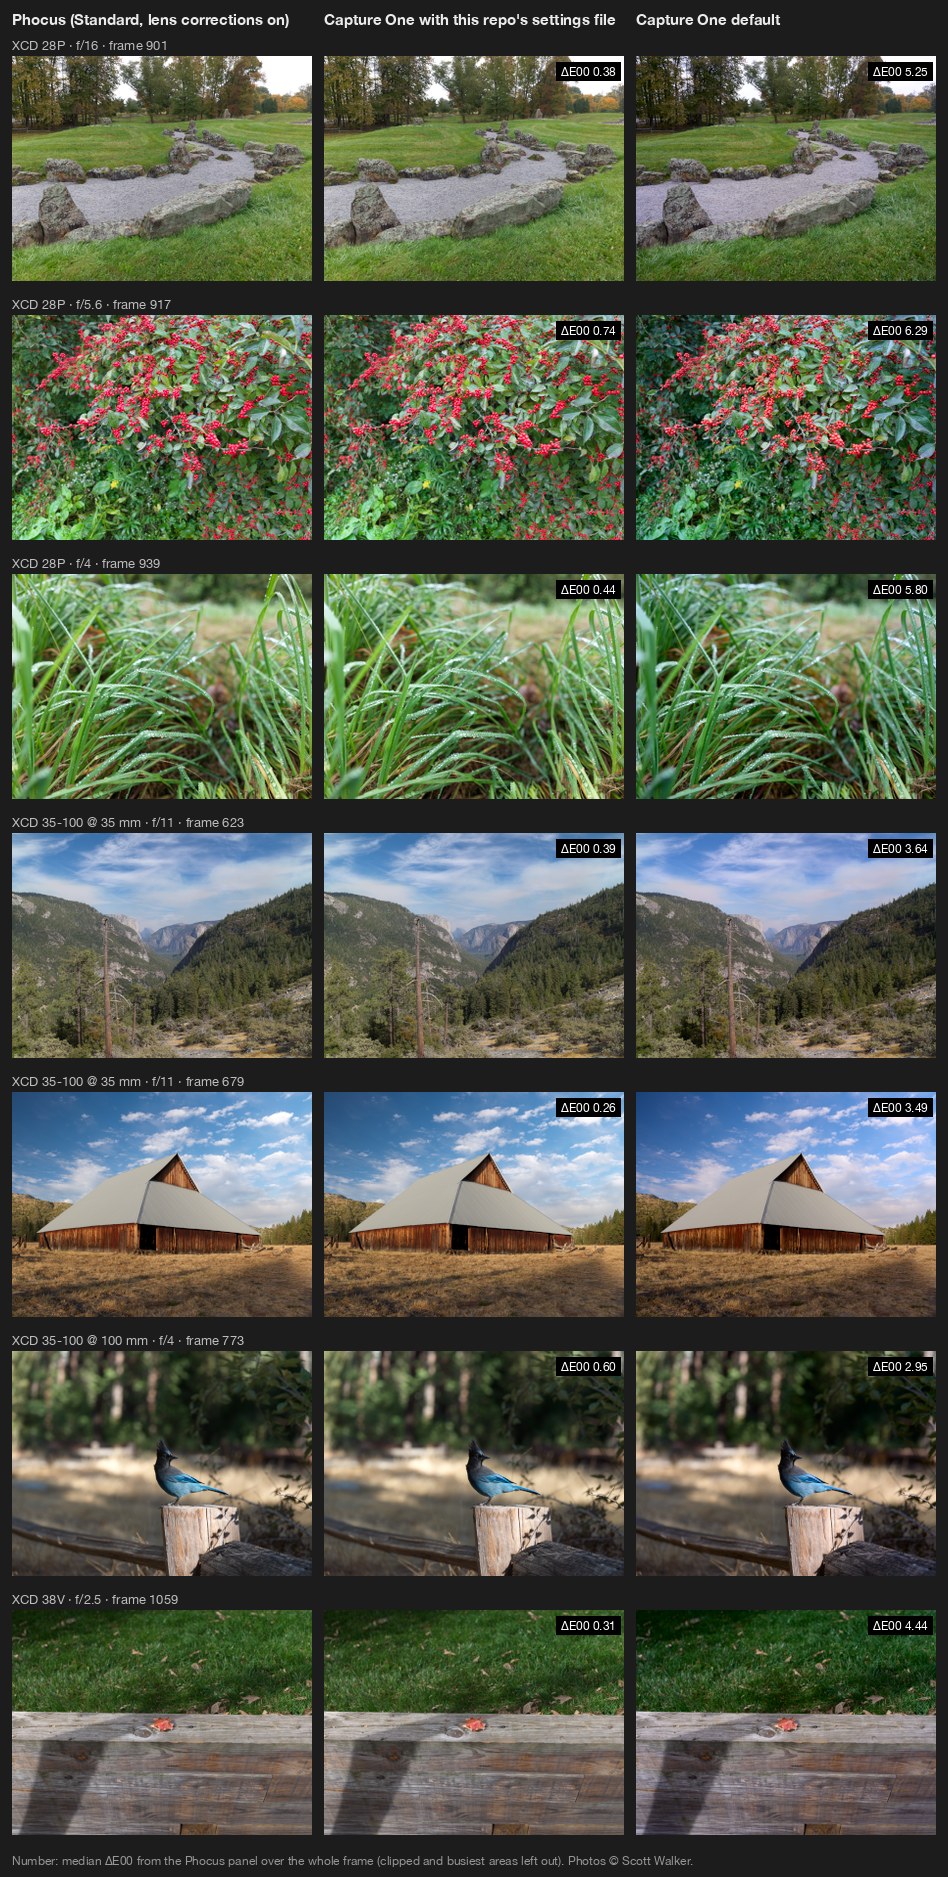 Phocus (Standard, lens corrections on) Capture One with this repo's settings file Capture One default
XCD 28P · f/16 · frame 901
ΔE00 0.38 ΔE00 5.25
XCD 28P · f/5.6 · frame 917
ΔE00 0.74 ΔE00 6.29
XCD 28P · f/4 · frame 939
ΔE00 0.44 ΔE00 5.80
XCD 35-100 @ 35 mm · f/11 · frame 623
ΔE00 0.39 ΔE00 3.64
XCD 35-100 @ 35 mm · f/11 · frame 679
ΔE00 0.26 ΔE00 3.49
XCD 35-100 @ 100 mm · f/4 · frame 773
ΔE00 0.60 ΔE00 2.95
XCD 38V · f/2.5 · frame 1059
ΔE00 0.31 ΔE00 4.44
Number: median ΔE00 from the Phocus panel over the whole frame (clipped and busiest areas left out). Photos © Scott Walker.